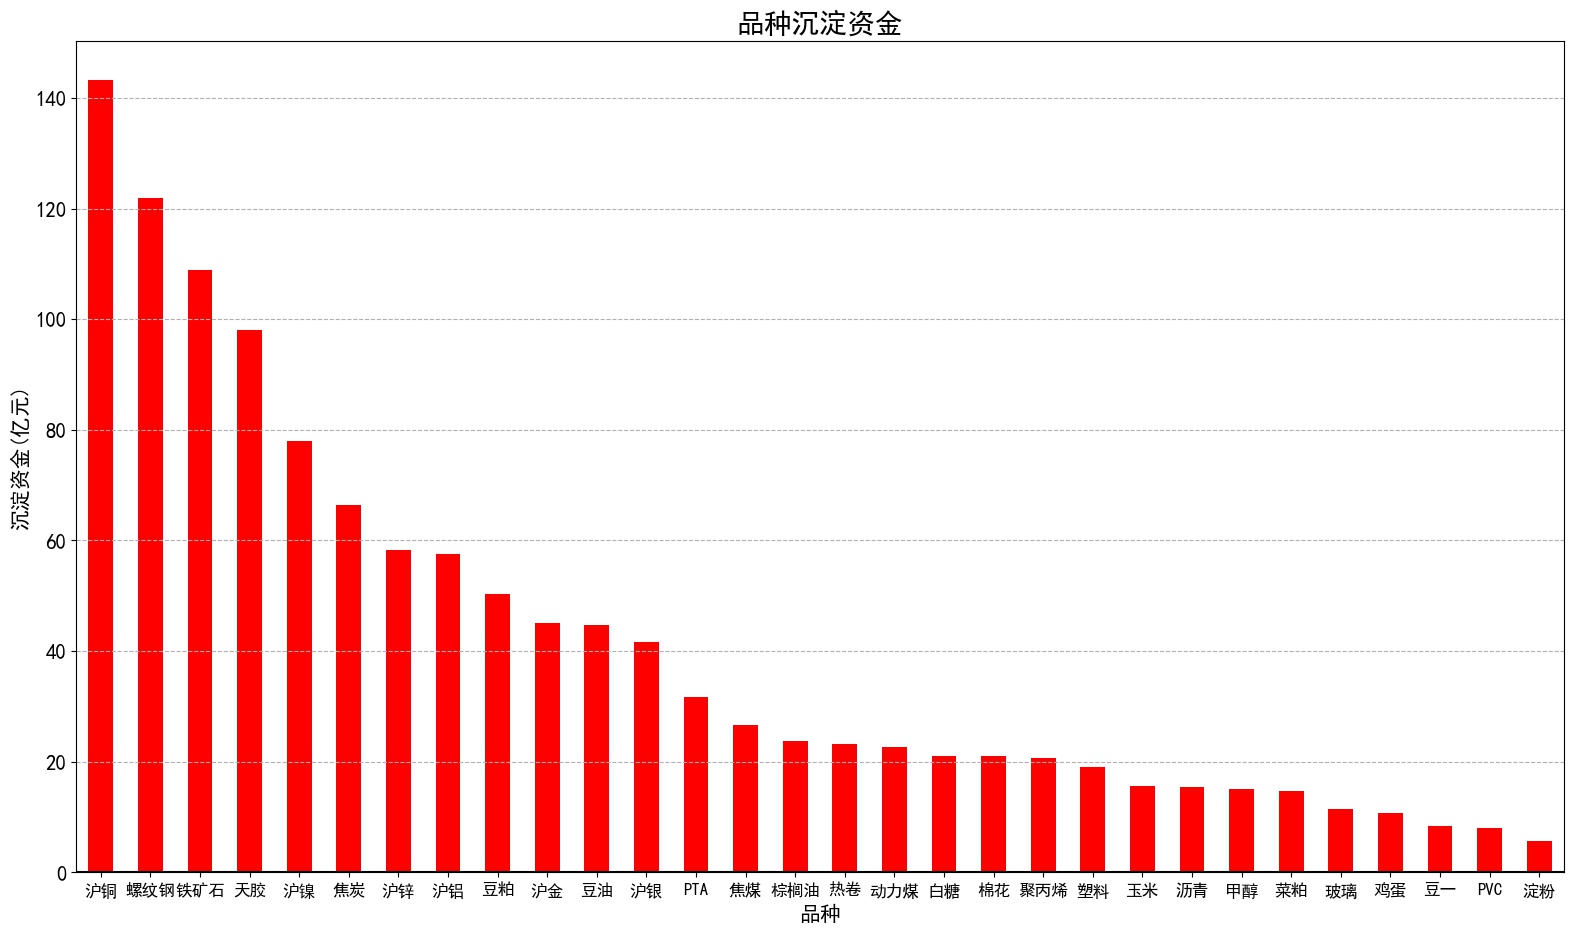 品种沉淀资金
沉淀资金(亿元)
140
120
100
80
60
40
20
0
沪铜 螺纹钢 铁矿石 天胶 沪镍 焦炭 沪锌 沪铝 豆粕 沪金 豆油 沪银 PTA 焦煤 棕榈油 热卷 动力煤 白糖 棉花 聚丙烯 塑料 玉米 沥青 甲醇 菜粕 玻璃 鸡蛋 豆一 PVC 淀粉
品种